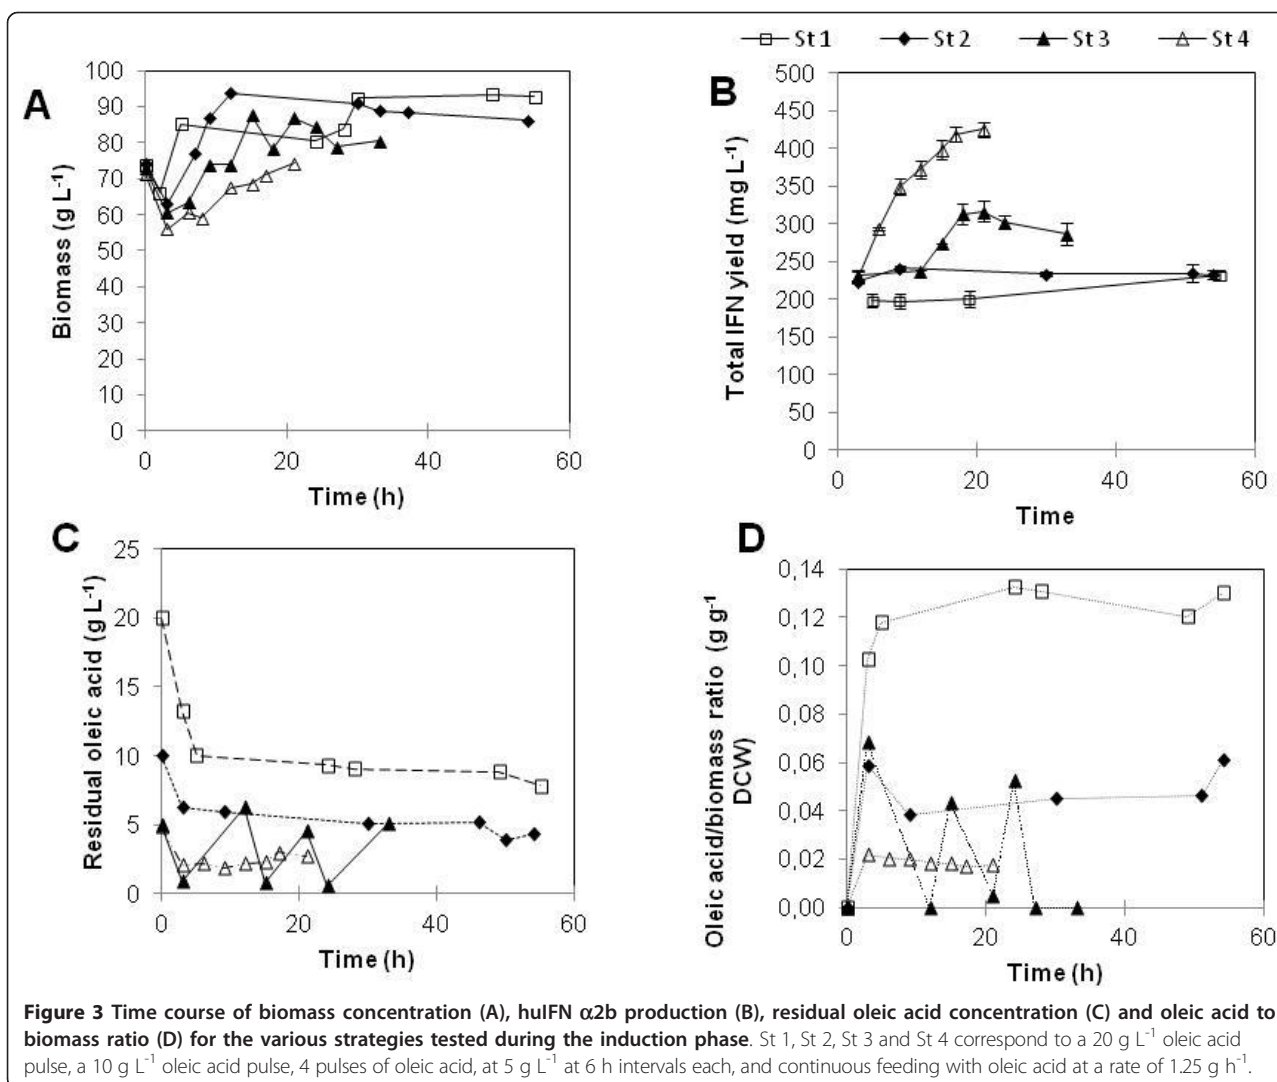 St 1 St 2 St 3 St 4
A
100
90
80
70
60
50
40
30
20
10
0
Biomass (g L-1)
0 20 40 60
Time (h)
B
500
450
400
350
300
250
200
150
100
50
0
Total IFN yield (mg L-1)
0 20 40 60
Time
C
25
20
15
10
5
0
Residual oleic acid (g L-1)
0 20 40 60
Time (h)
D
0,14
0,12
0,10
0,08
0,06
0,04
0,02
0,00
Oleic acid/biomass ratio (g g-1
DCW)
0 20 40 60
Time (h)
Figure 3 Time course of biomass concentration (A), huIFN α2b production (B), residual oleic acid concentration (C) and oleic acid to
biomass ratio (D) for the various strategies tested during the induction phase. St 1, St 2, St 3 and St 4 correspond to a 20 g L-1 oleic acid
pulse, a 10 g L-1 oleic acid pulse, 4 pulses of oleic acid, at 5 g L-1 at 6 h intervals each, and continuous feeding with oleic acid at a rate of 1.25 g h-1.